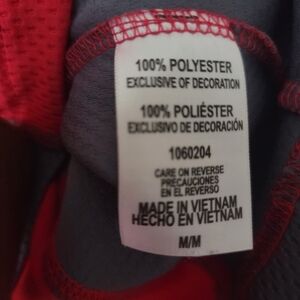 100% POLYESTER
EXCLUSIVE OF DECORATION
100% POLIÉSTER
EXCLUSIVO DE DECORACIÓN
1060204
CARE ON REVERSE
PRECAUCIONES
EN EL REVERSO
MADE IN VIETNAM
HECHO EN VIETNAM
M/M